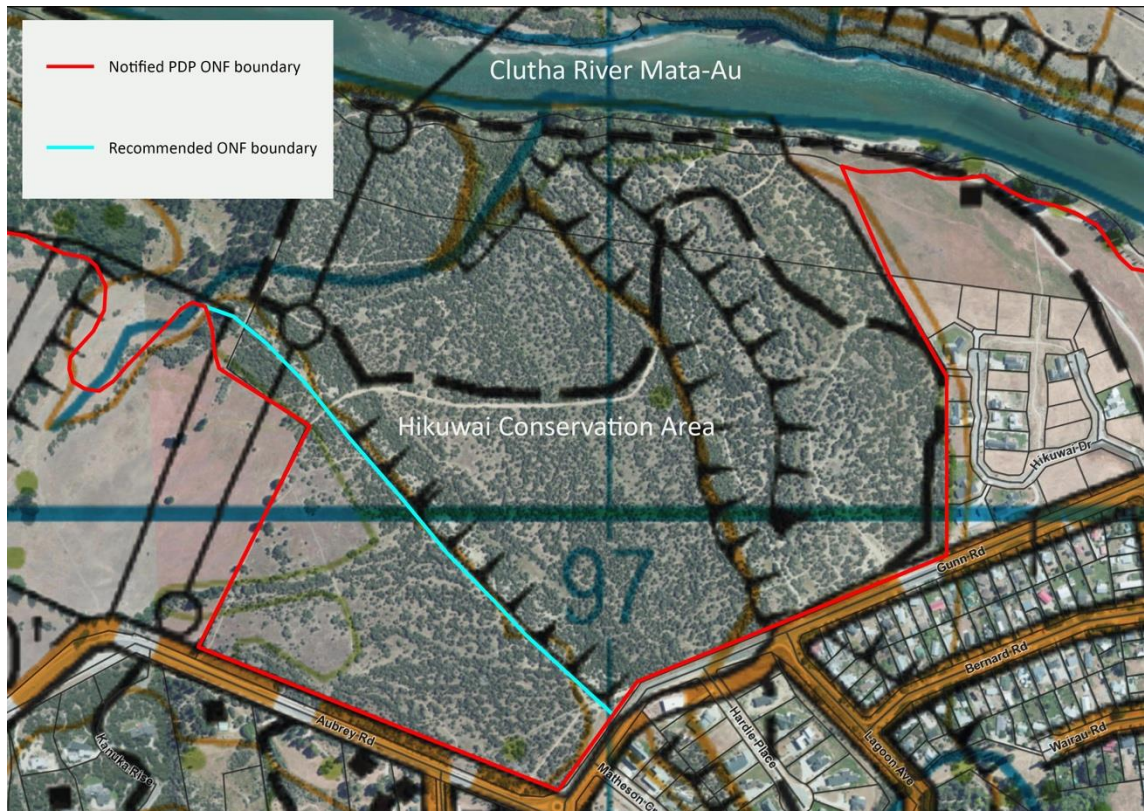 Notified PDP ONF boundary
Recommended ONF boundary
Clutha River Mata-Au
Hikuwai Conservation Area
Hikuwai Dr
97
Gunn Rd
Bernard Rd
Wairau Rd
Lagoon Ave
Hardie Place
Aubrey Rd
Kanuka Rise